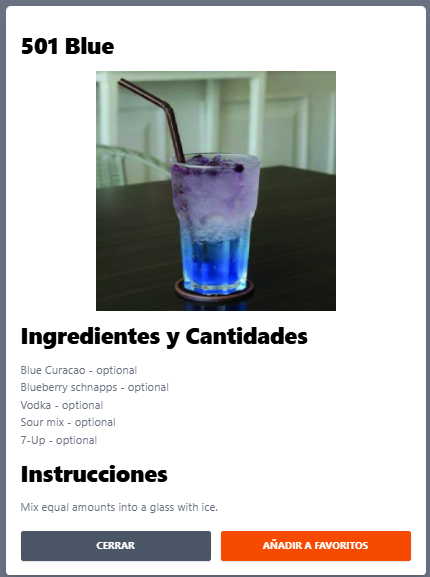 501 Blue
Ingredientes y Cantidades
Blue Curacao - optional
Blueberry schnapps - optional
Vodka - optional
Sour mix - optional
7-Up - optional
Instrucciones
Mix equal amounts into a glass with ice.
CERRAR
AÑADIR A FAVORITOS